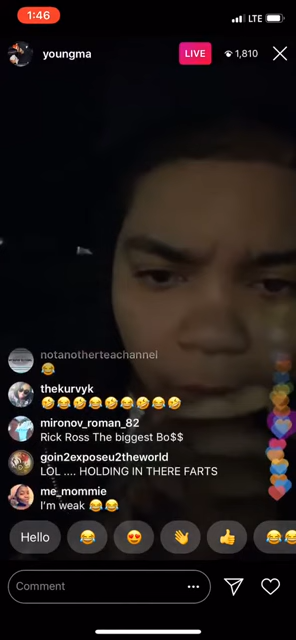 1:46
LTE
youngma
LIVE
1,810
notanotherteachannel
😂
thekurvyk
🤣😂🤣😂🤣😂🤣😂🤣
mironov_roman_82
Rick Ross The biggest Bo$$
goin2exposeu2theworld
LOL .... HOLDING IN THERE FARTS
me_mommie
I'm weak 😂😂
Hello 😂 😍 👋 👍 😂😂
Comment